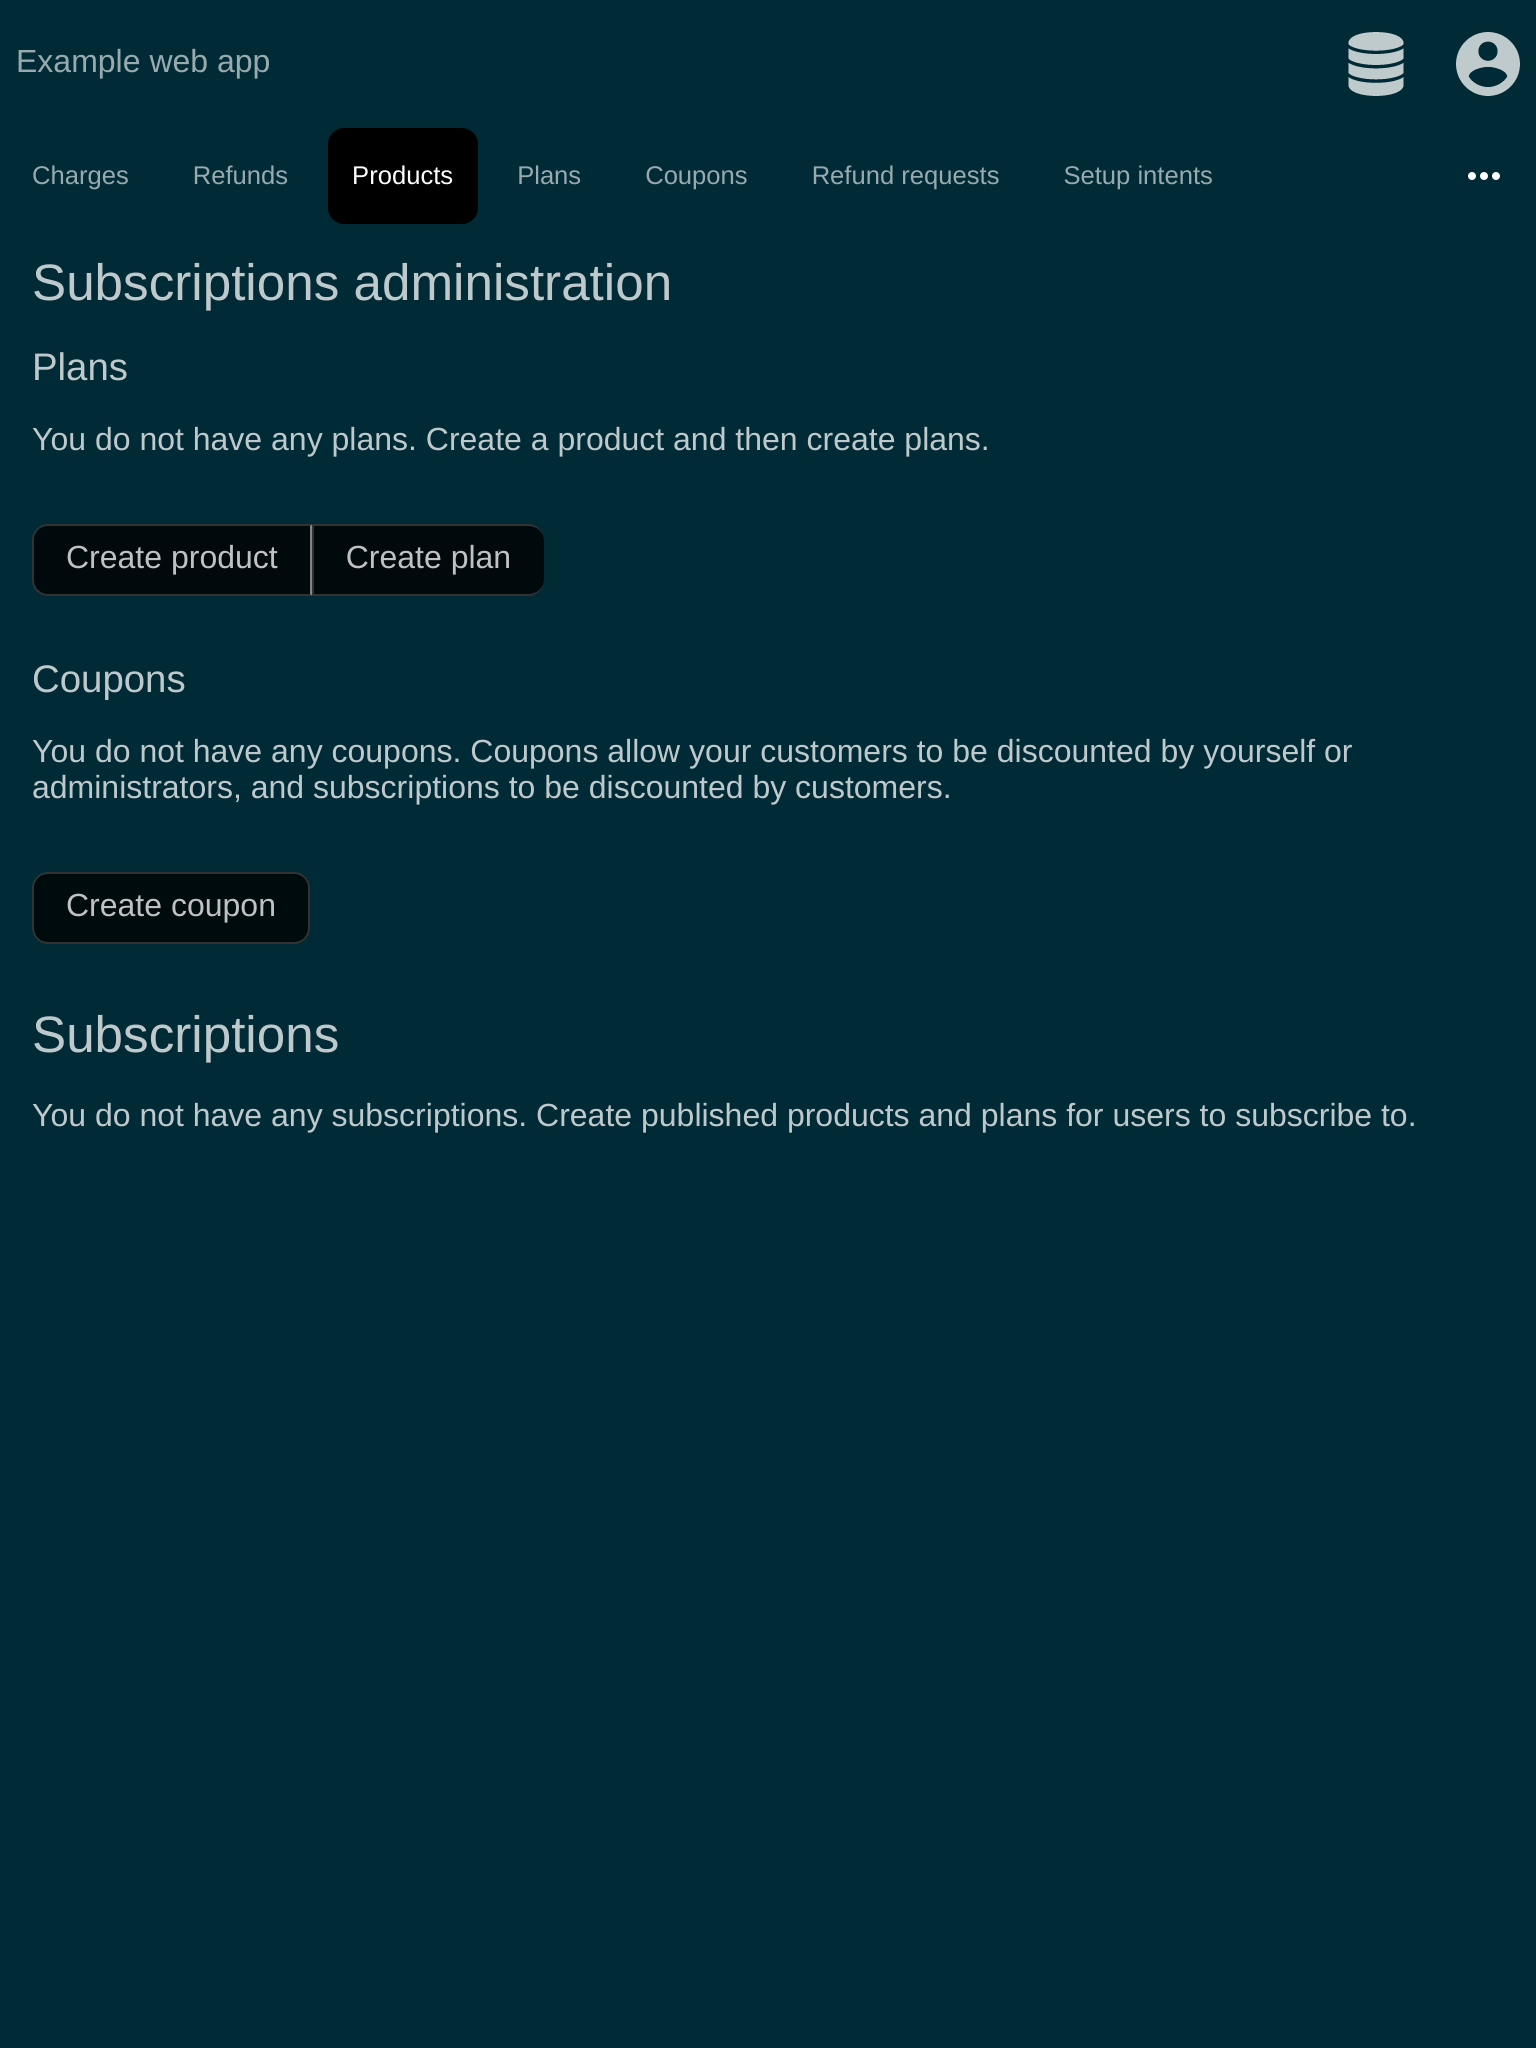 Example web app
Charges
Refunds
Products
Plans
Coupons
Refund requests
Setup intents
Subscriptions administration
Plans
You do not have any plans. Create a product and then create plans.
Create product
Create plan
Coupons
You do not have any coupons. Coupons allow your customers to be discounted by yourself or
administrators, and subscriptions to be discounted by customers.
Create coupon
Subscriptions
You do not have any subscriptions. Create published products and plans for users to subscribe to.